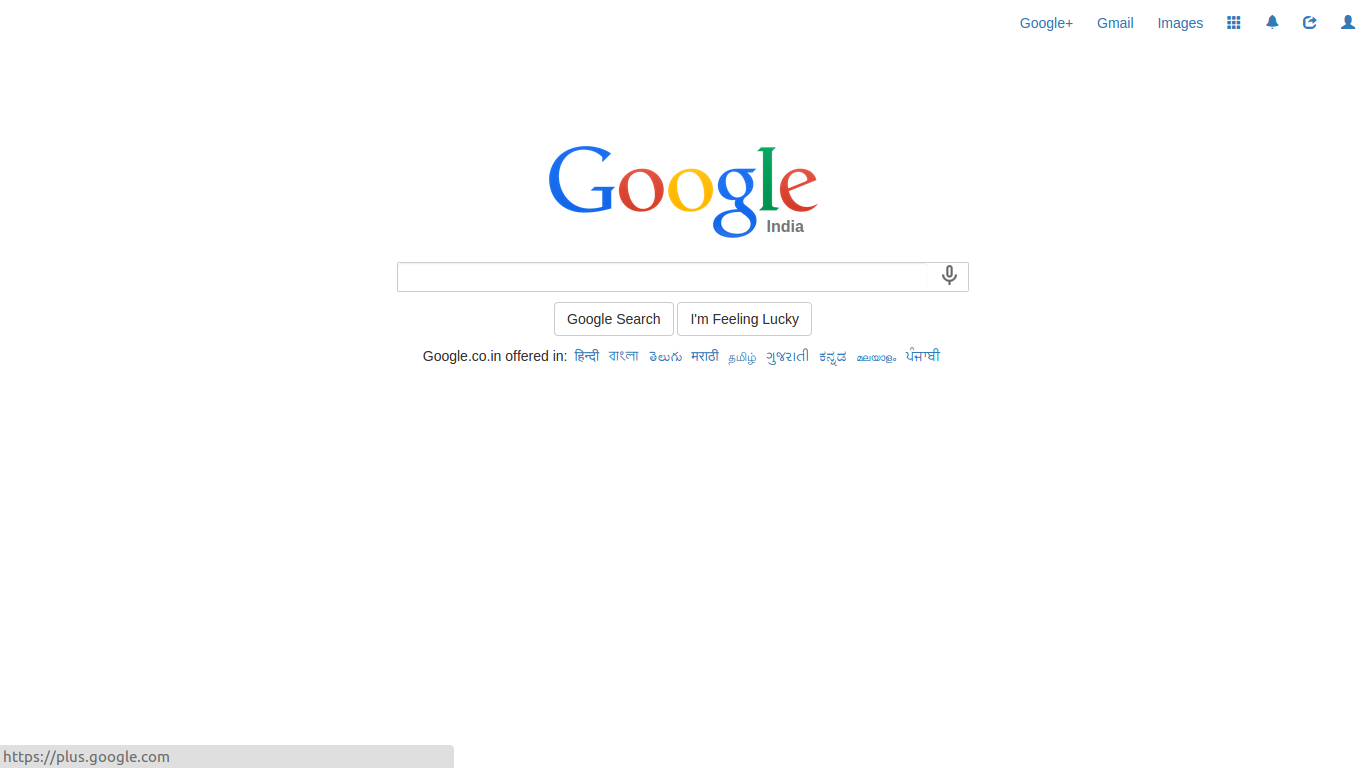 Google+ Gmail Images
Google
India
Google Search I'm Feeling Lucky
Google.co.in offered in: हिन्दी বাংলা తెలుగు मराठी தமிழ் ગુજરાતી ಕನ್ನಡ മലയാളം ਪੰਜਾਬੀ
https://plus.google.com